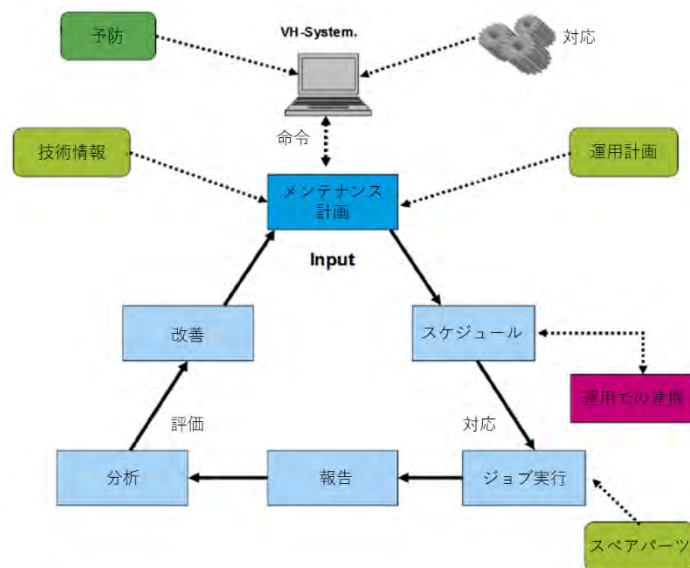 予防
VH-System.
対応
命令
技術情報
運用計画
メンテナンス
計画
Input
改善
スケジュール
運用での連携
評価
対応
分析
報告
ジョブ実行
スペアパーツ